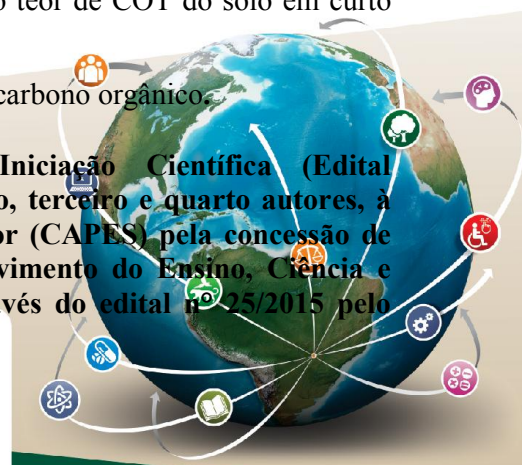 o teor de COT do solo em curto
carbono orgânico.
Iniciação Científica (Edital
o, terceiro e quarto autores, à
or (CAPES) pela concessão de
vimento do Ensino, Ciência e
avés do edital nº 25/2015 pelo